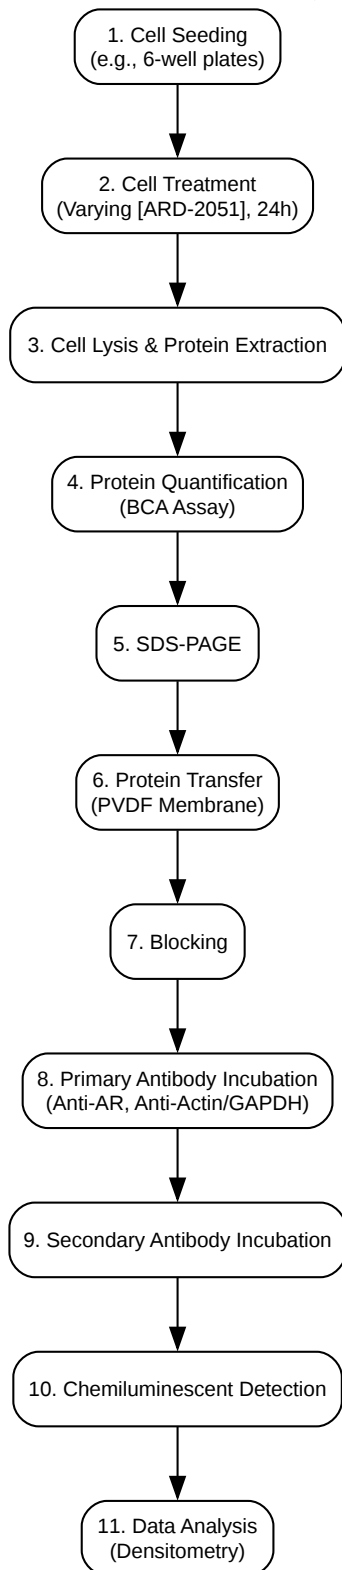 1. Cell Seeding
(e.g., 6-well plates)
2. Cell Treatment
(Varying [ARD-2051], 24h)
3. Cell Lysis & Protein Extraction
4. Protein Quantification
(BCA Assay)
5. SDS-PAGE
6. Protein Transfer
(PVDF Membrane)
7. Blocking
8. Primary Antibody Incubation
(Anti-AR, Anti-Actin/GAPDH)
9. Secondary Antibody Incubation
10. Chemiluminescent Detection
11. Data Analysis
(Densitometry)